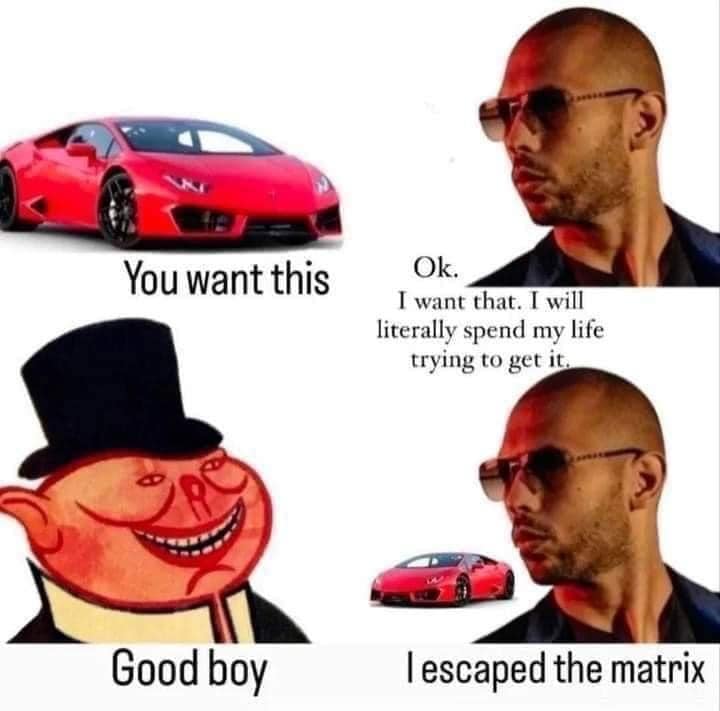 You want this
Ok.
I want that. I will
literally spend my life
trying to get it.
Good boy
I escaped the matrix